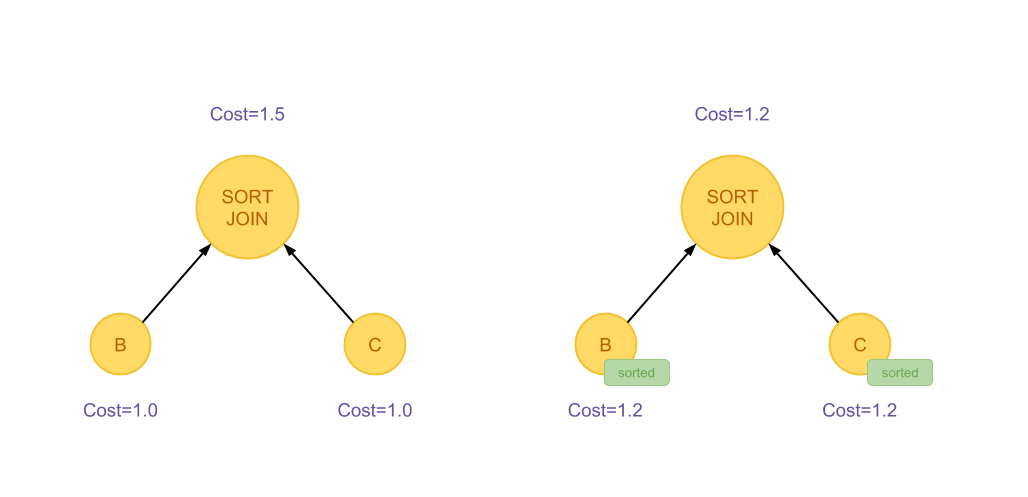 Cost=1.5
SORT
JOIN
B
C
Cost=1.0
Cost=1.0
Cost=1.2
SORT
JOIN
B
C
sorted
sorted
Cost=1.2
Cost=1.2